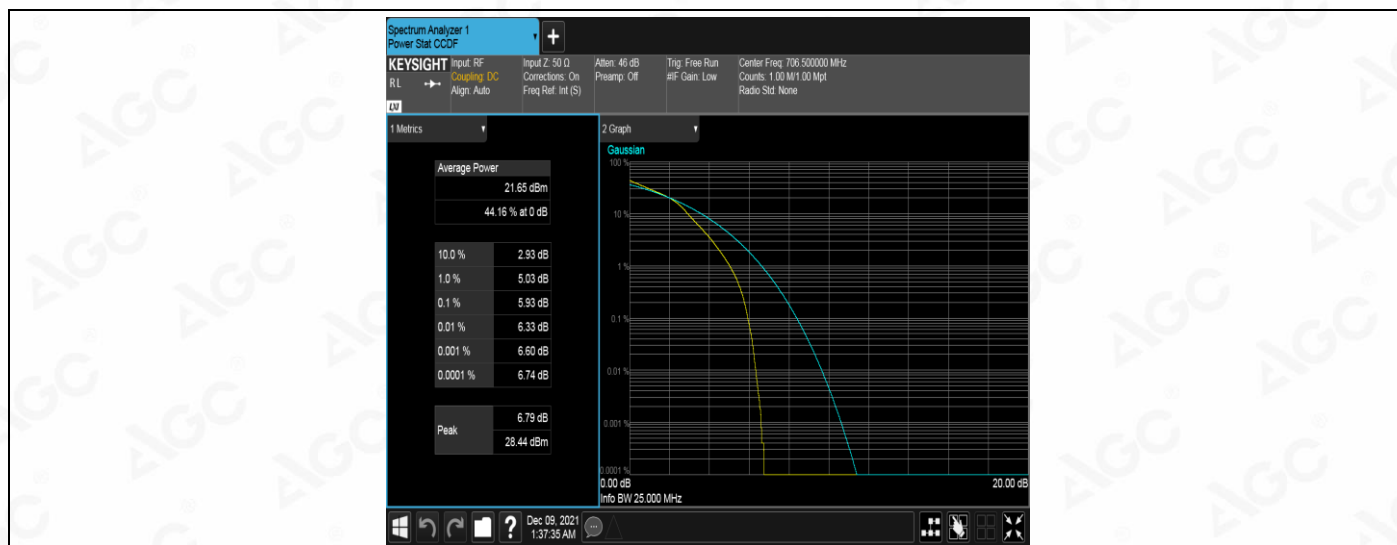 Spectrum Analyzer 1
Power Stat CCDF
KEYSIGHT
R L
LXI
Input: RF
Coupling: DC
Align: Auto
Input Z: 50 Ω
Corrections: On
Freq Ref: Int (S)
Atten: 46 dB
Preamp: Off
Trig: Free Run
#IF Gain: Low
Center Freq: 706.500000 MHz
Counts: 1.00 M/1.00 Mpt
Radio Std: None
1 Metrics
Average Power
21.65 dBm
44.16 % at 0 dB
10.0 % 2.93 dB
1.0 % 5.03 dB
0.1 % 5.93 dB
0.01 % 6.33 dB
0.001 % 6.60 dB
0.0001 % 6.74 dB
Peak
6.79 dB
28.44 dBm
2 Graph
Gaussian
100 %
10 %
1 %
0.1 %
0.01 %
0.001 %
0.0001 %
0.00 dB 20.00 dB
Info BW 25.000 MHz
?
Dec 09, 2021
1:37:35 AM
AGC